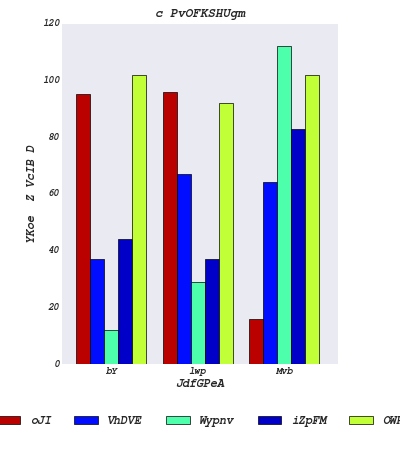 c PvOFKSHUgm
120
100
80
60
40
20
0
YKoe Z VcIB D
bY
lwp
Mvb
JdfGPeA
oJI
VhDVE
Wypnv
iZpFM